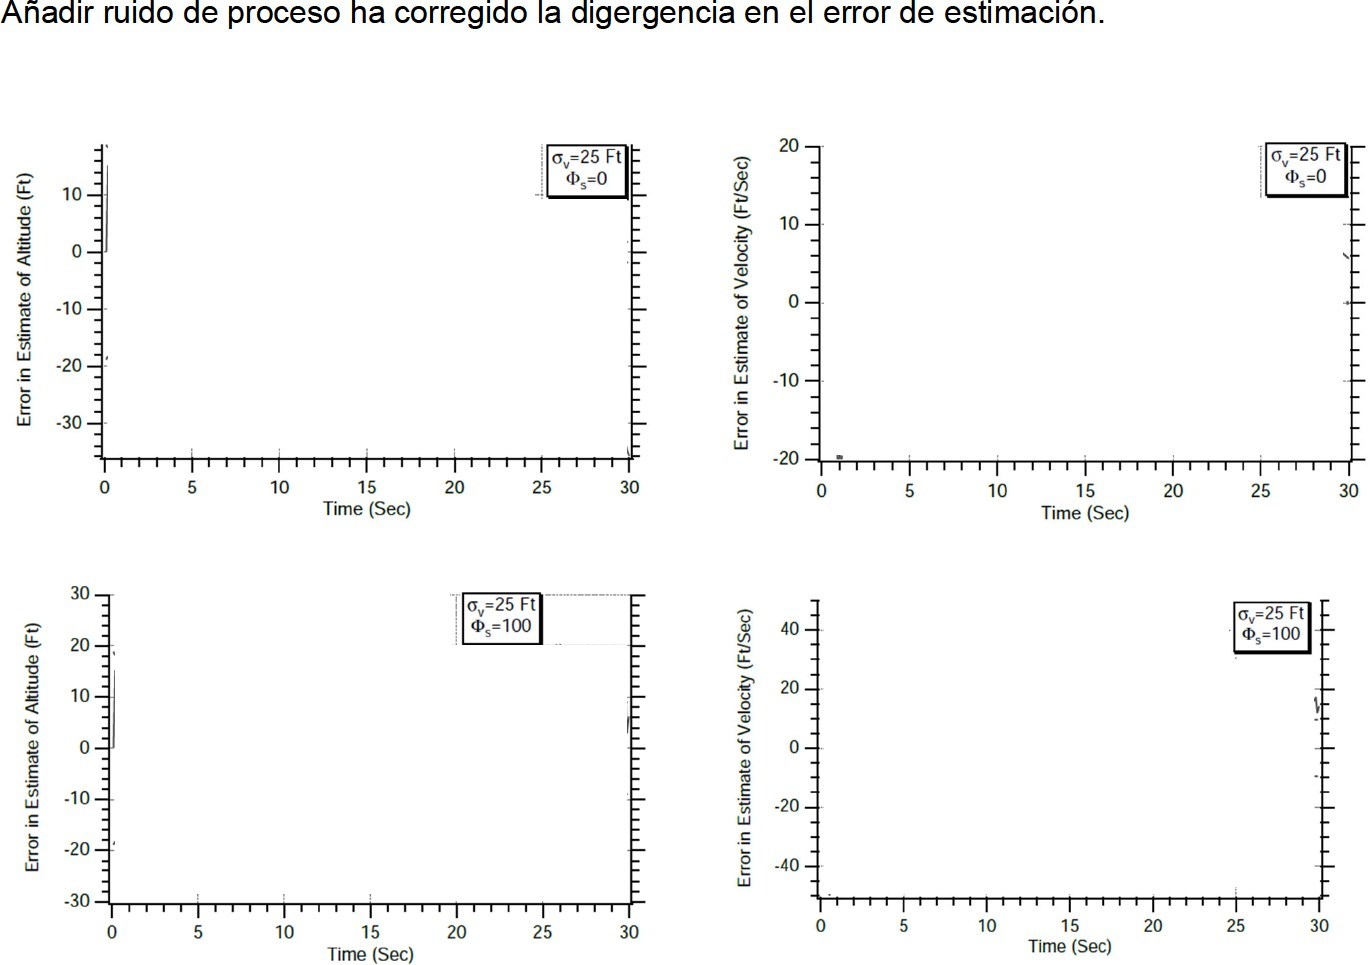 Añadir ruido de proceso ha corregido la digergencia en el error de estimación.
σv=25 Ft
Φs=0
Error in Estimate of Altitude (Ft)
10
0
-10
-20
-30
0 5 10 15 20 25 30
Time (Sec)
σv=25 Ft
Φs=0
Error in Estimate of Velocity (Ft/Sec)
20
10
0
-10
-20
0 5 10 15 20 25 30
Time (Sec)
σv=25 Ft
Φs=100
Error in Estimate of Altitude (Ft)
30
20
10
0
-10
-20
-30
0 5 10 15 20 25 30
Time (Sec)
σv=25 Ft
Φs=100
Error in Estimate of Velocity (Ft/Sec)
40
20
0
-20
-40
0 5 10 15 20 25 30
Time (Sec)